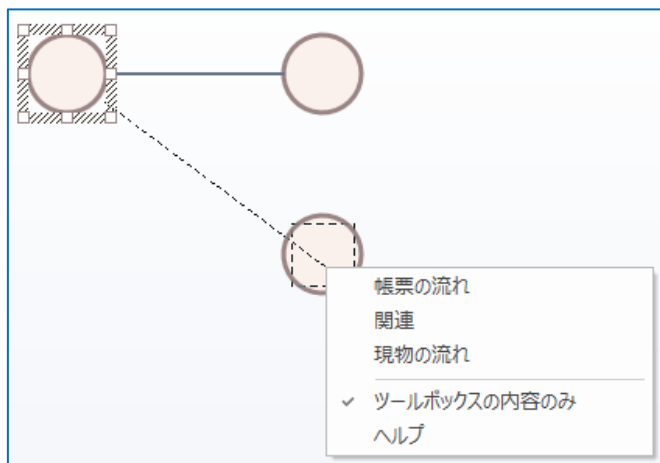 帳票の流れ
関連
現物の流れ
ツールボックスの内容のみ
ヘルプ